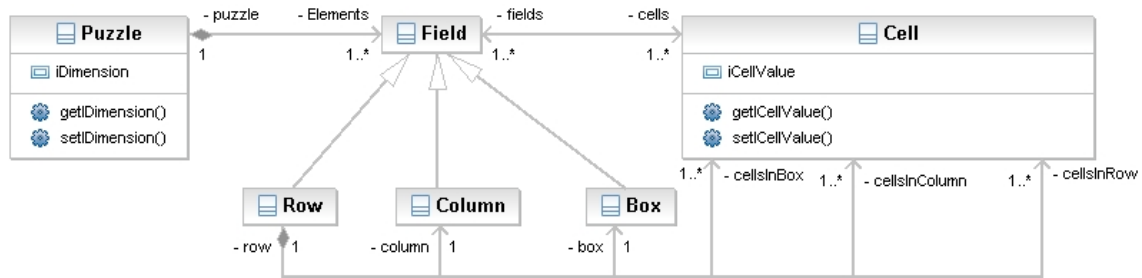 Puzzle
iDimension
getIDimension()
setIDimension()
- puzzle
1
- Elements
1..*
Field
- fields
1..*
- cells
1..*
Cell
iCellValue
getICellValue()
setICellValue()
Row
Column
Box
- row
1
- column
1
- box
1
1..*
- cellsInBox
1..*
- cellsInColumn
1..*
- cellsInRow